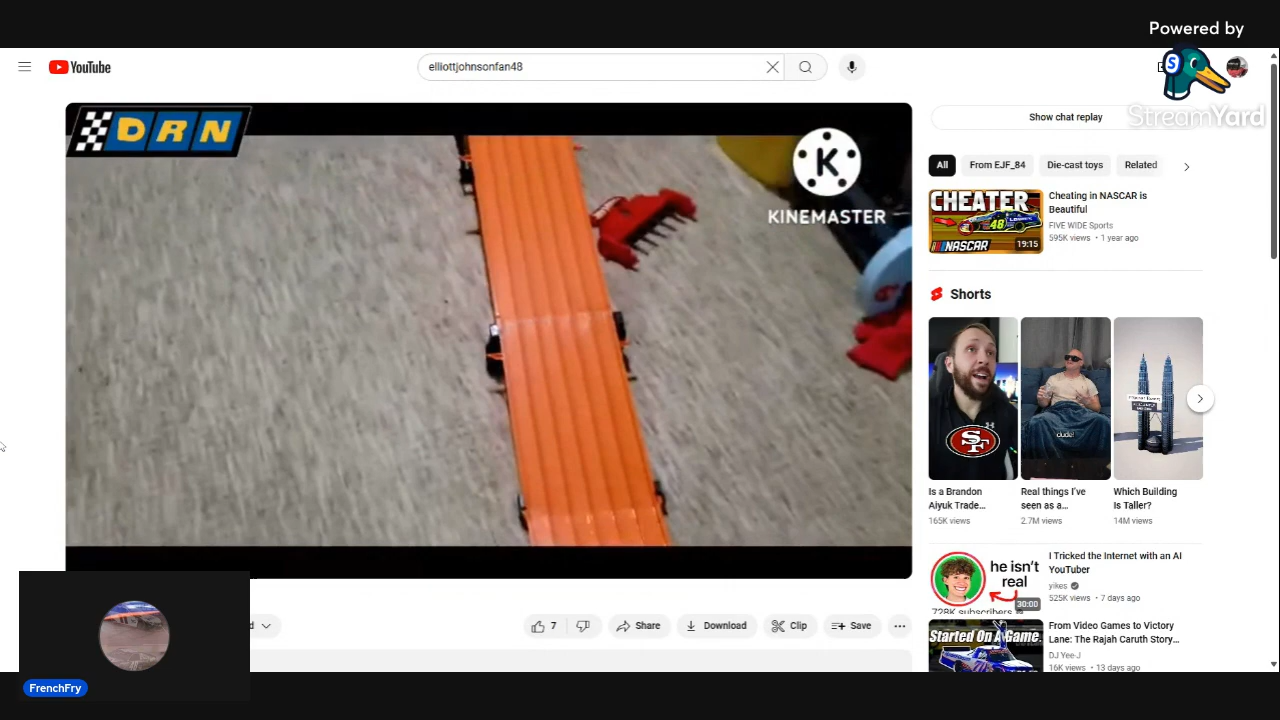 Powered by
StreamYard
S
YouTube
elliottjohnsonfan48
DRN
K
KINEMASTER
Show chat replay
All
From EJF_84
Die-cast toys
Related
CHEATER
48
NASCAR
19:15
Cheating in NASCAR is
Beautiful
FIVE WIDE Sports
595K views • 1 year ago
Shorts
SF
dude!
Is a Brandon
Aiyuk Trade...
165K views
Real things I've
seen as a...
2.7M views
Which Building
Is Taller?
14M views
he isn't
real
728K subscribers
30:00
I Tricked the Internet with an AI
YouTuber
yikes
525K views • 7 days ago
Started On A Game.
From Video Games to Victory
Lane: The Rajah Caruth Story...
DJ Yee-J
16K views • 13 days ago
d
7
Share
Download
Clip
Save
FrenchFry